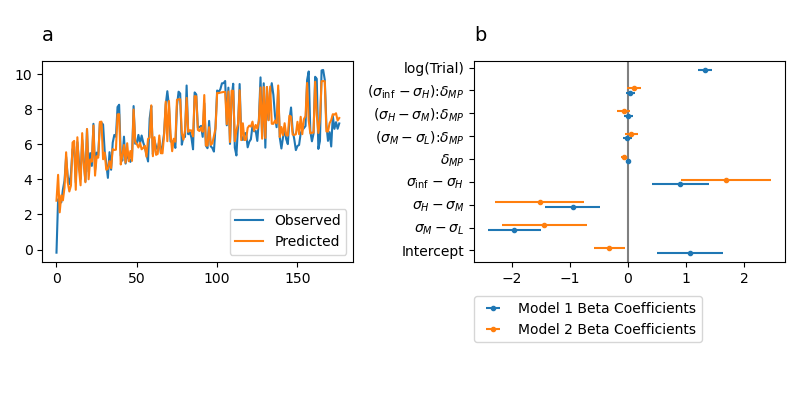 a
10
8
6
4
2
0
0
50
100
150
Observed
Predicted
b
log(Trial)
(σ_inf − σ_H):δ_MP
(σ_H − σ_M):δ_MP
(σ_M − σ_L):δ_MP
δ_MP
σ_inf − σ_H
σ_H − σ_M
σ_M − σ_L
Intercept
−2
−1
0
1
2
Model 1 Beta Coefficients
Model 2 Beta Coefficients